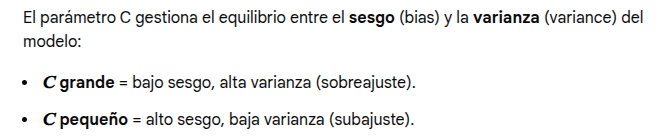 El parámetro C gestiona el equilibrio entre el sesgo (bias) y la varianza (variance) del
modelo:
• C grande = bajo sesgo, alta varianza (sobreajuste).
• C pequeño = alto sesgo, baja varianza (subajuste).